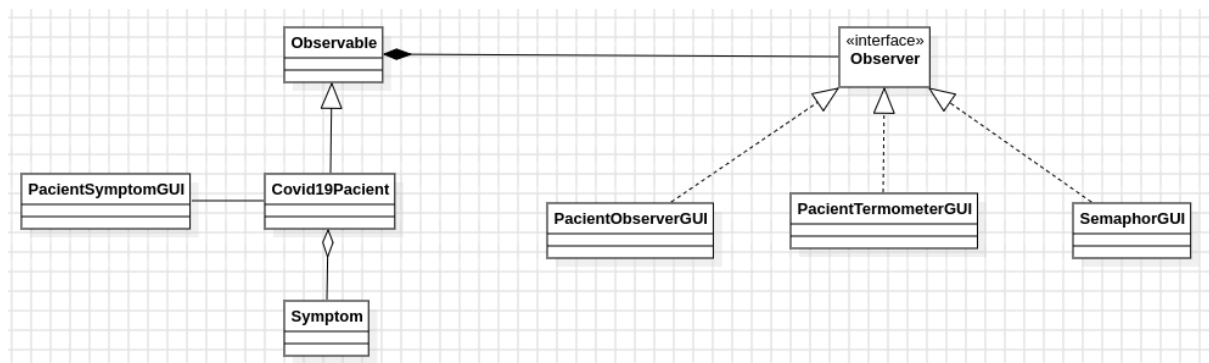 Observable
«interface»
Observer
PacientSymptomGUI
Covid19Pacient
PacientObserverGUI
PacientTermometerGUI
SemaphorGUI
Symptom